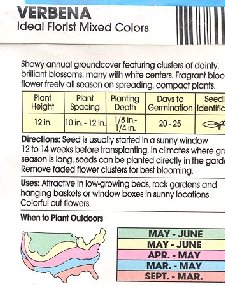 VERBENA
Ideal Florist Mixed Colors
Showy annual groundcover featuring clusters of dainty,
brilliant blossoms, many with white centers. Fragrant bloo
flower freely all season on spreading, compact plants.
Plant Height
Plant Spacing
Planting Depth
Days to Germination
Seed Identific
12 in.
10 in. - 12 in.
1/8 in. - 1/4 in.
20 - 25
Directions: Seed is usually started in a sunny window
12 to 14 weeks before transplanting. In climates where gr
season is long, seeds can be planted directly in the garde
Remove faded flower clusters for best blooming.
Uses: Attractive in low-growing beds, rock gardens and
hanging baskets or window boxes in sunny locations
Colorful cut flowers.
When to Plant Outdoors
MAY - JUNE
MAY - JUNE
APR. - MAY
MAR. - MAY
SEPT. - MAR.